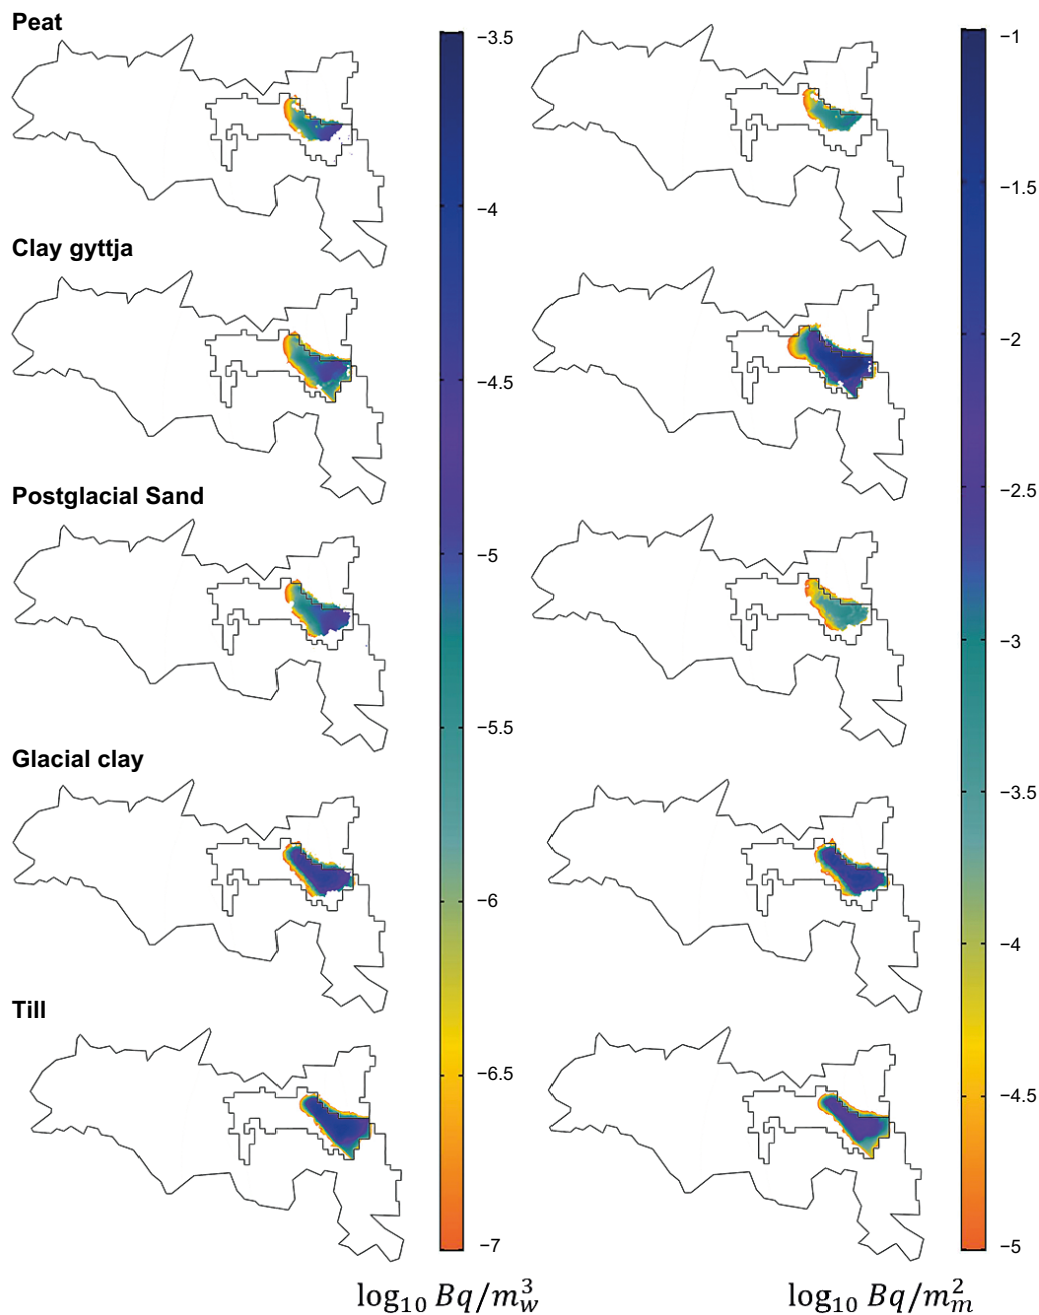 Peat
−3.5
−4
−4.5
−5
−5.5
−6
−6.5
−7
−1
−1.5
−2
−2.5
−3
−3.5
−4
−4.5
−5
Clay gyttja
Postglacial Sand
Glacial clay
Till
log₁₀ Bq/m³w
log₁₀ Bq/m²m